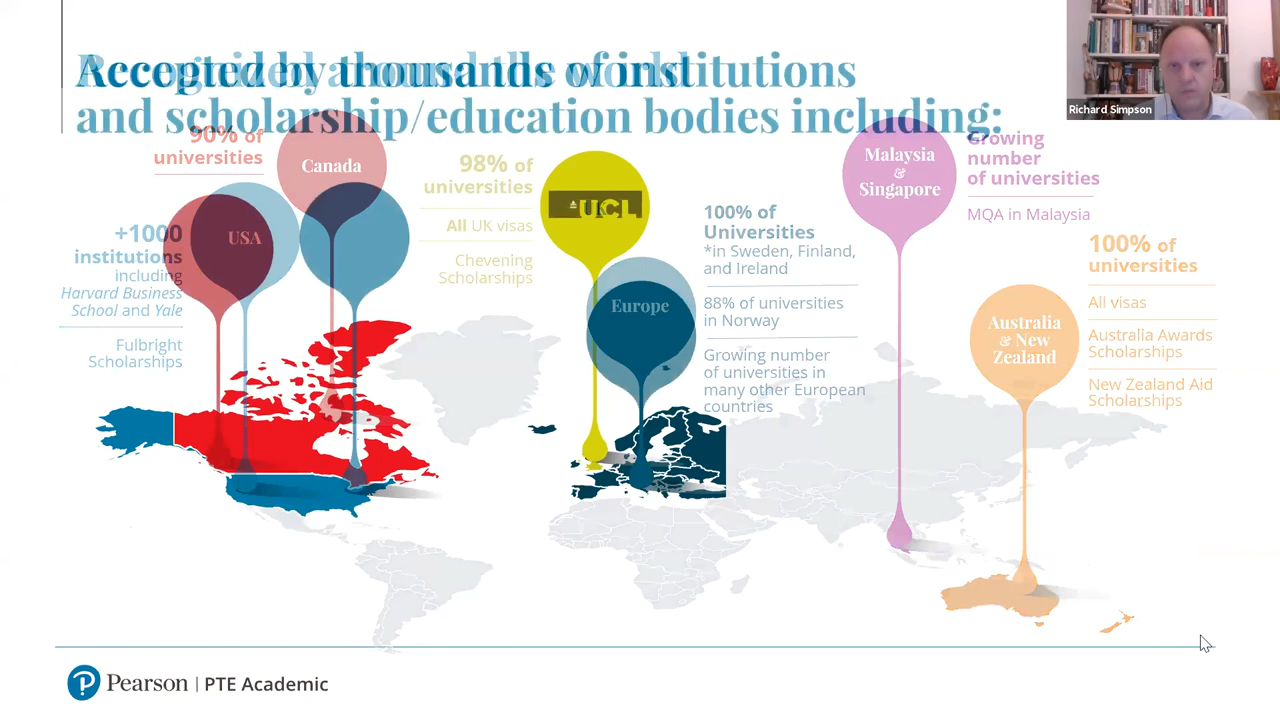 Accepted by thousands of institutions
and scholarship/education bodies including:
Richard Simpson
90% of
universities
Canada
98% of
universities
All UK visas
Chevening
Scholarships
UCL
Malaysia
&
Singapore
Growing
number
of universities
MQA in Malaysia
+1000
institutions
including
Harvard Business
School and Yale
Fulbright
Scholarships
USA
100% of
Universities
*in Sweden, Finland,
and Ireland
88% of universities
in Norway
Growing number
of universities in
many other European
countries
Europe
100% of
universities
All visas
Australia Awards
Scholarships
New Zealand Aid
Scholarships
Australia
& New
Zealand
Pearson | PTE Academic